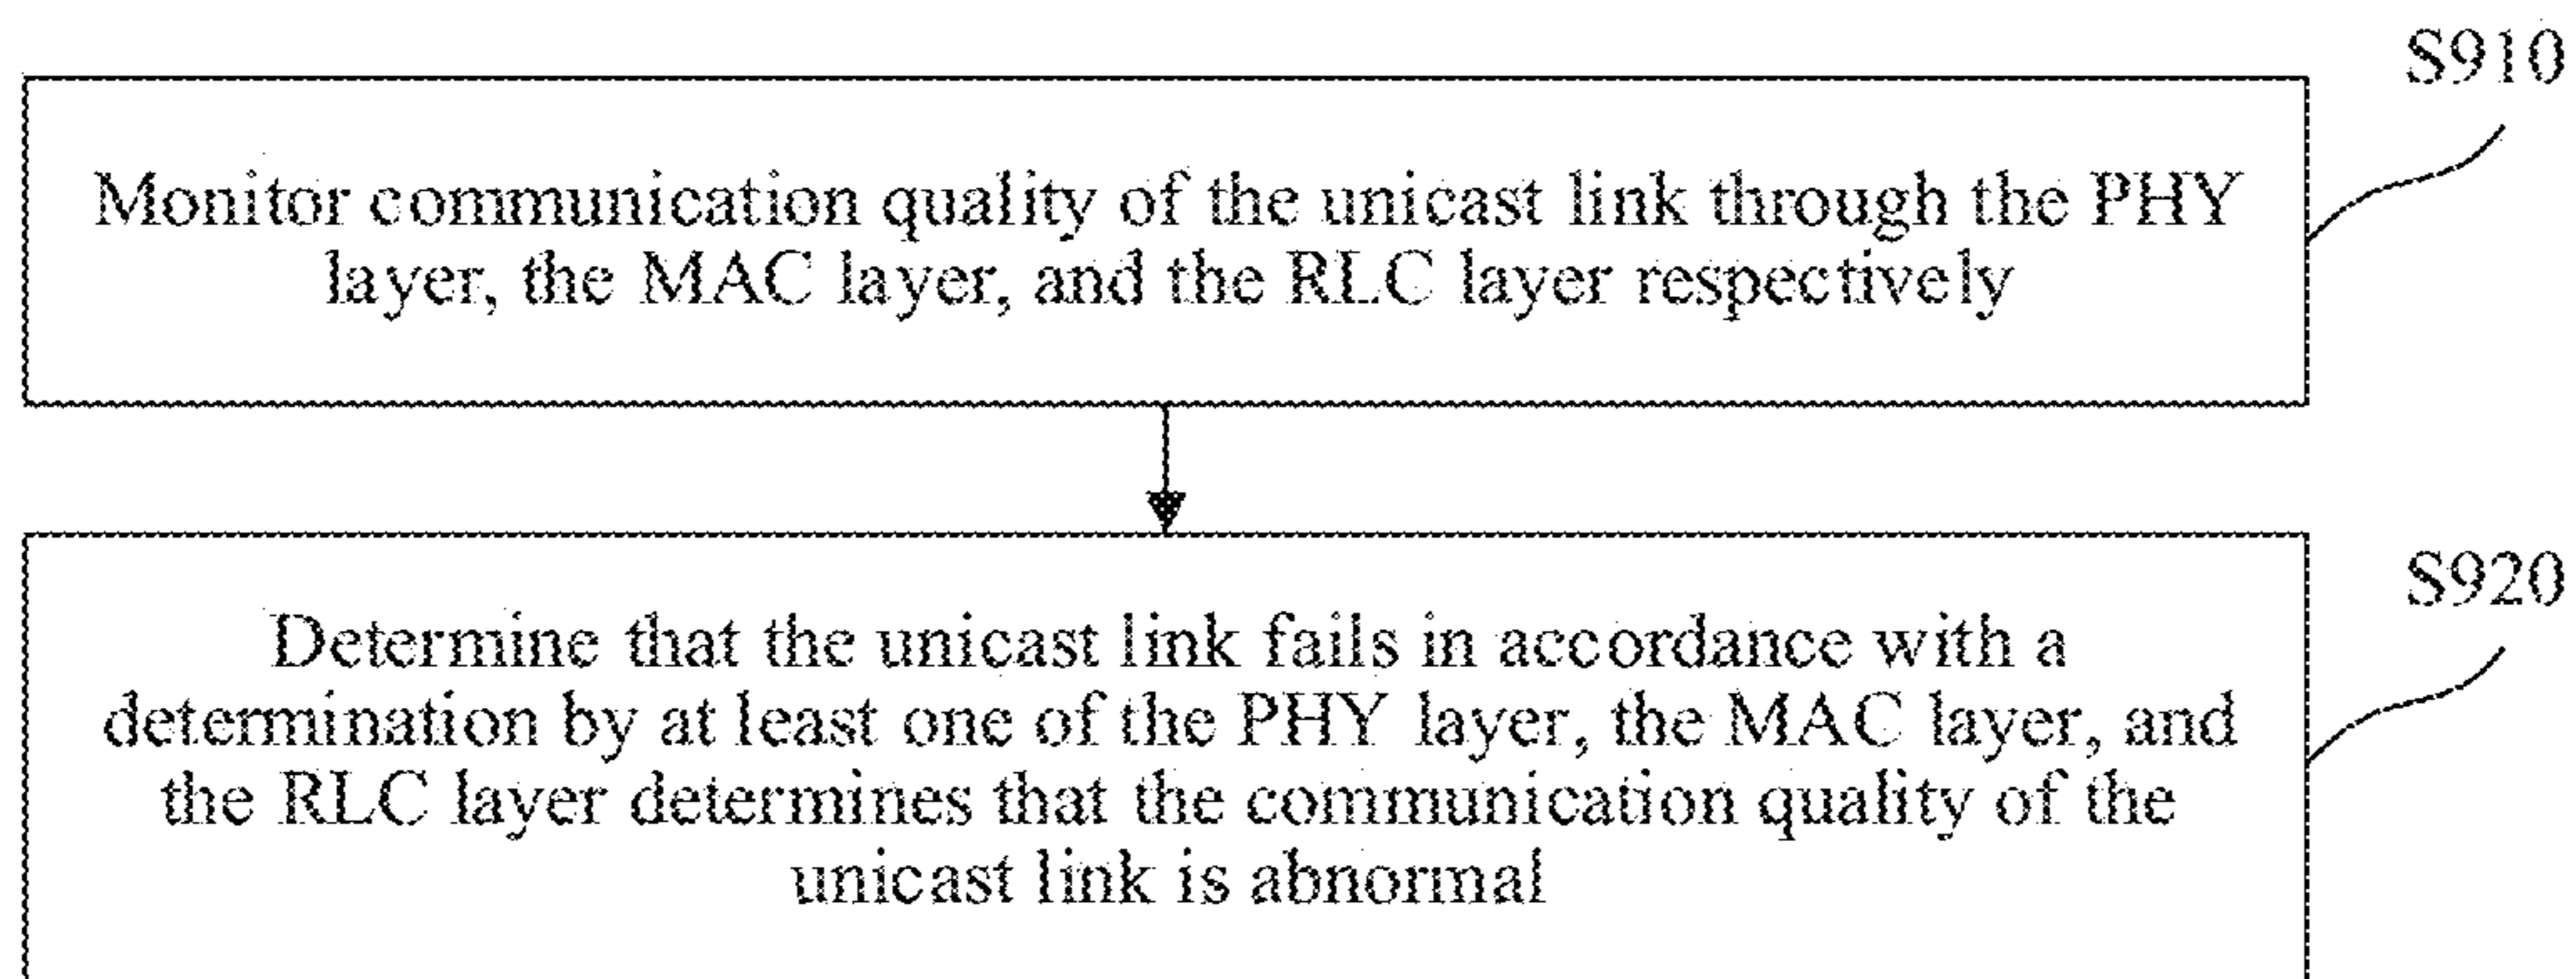 S910
Monitor communication quality of the unicast link through the PHY
layer, the MAC layer, and the RLC layer respectively
S920
Determine that the unicast link fails in accordance with a
determination by at least one of the PHY layer, the MAC layer, and
the RLC layer determines that the communication quality of the
unicast link is abnormal